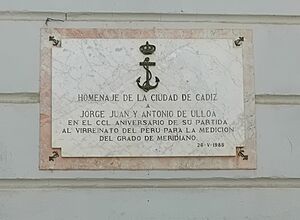 HOMENAJE DE LA CIUDAD DE CADIZ
A
JORGE JUAN Y ANTONIO DE ULLOA
EN EL CCL ANIVERSARIO DE SU PARTIDA
AL VIRREINATO DEL PERU PARA LA MEDICION
DEL GRADO DE MERIDIANO.
26-V-1985